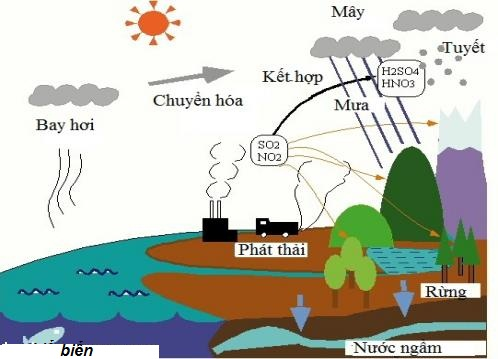 Mây
Tuyết
Kết hợp
H2SO4
HNO3
Chuyển hóa
Mưa
Bay hơi
SO2
NO2
Phát thải
Rừng
Nước ngầm
biển